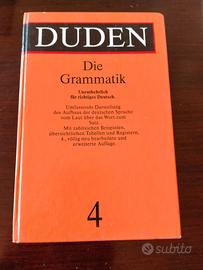 DUDEN
Die
Grammatik
Unentbehrlich
für richtiges Deutsch.
Umfassende Darstellung
des Aufbaus der deutschen Sprache
vom Laut über das Wort zum
Satz.
Mit zahlreichen Beispielen,
übersichtlichen Tabellen und Registern.
4., völlig neu bearbeitete und
erweiterte Auflage.
4
subito